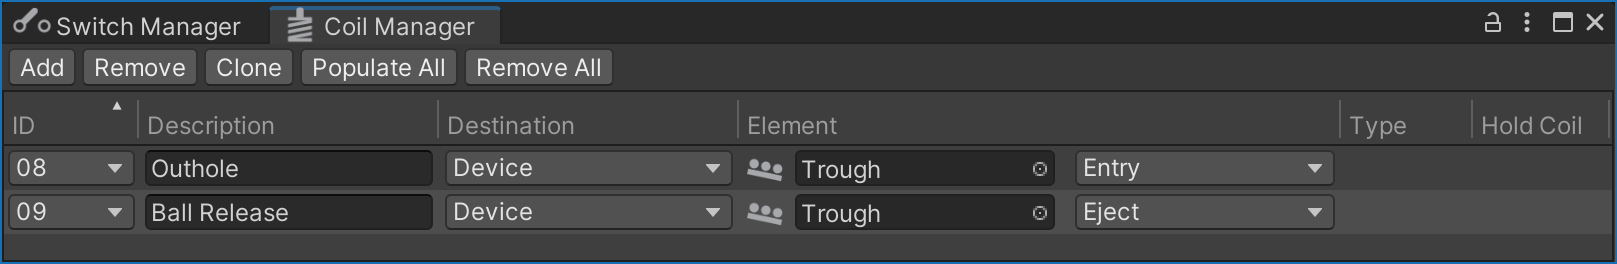 Switch Manager Coil Manager
Add Remove Clone Populate All Remove All
ID Description Destination Element Type Hold Coil
08 Outhole Device Trough Entry
09 Ball Release Device Trough Eject